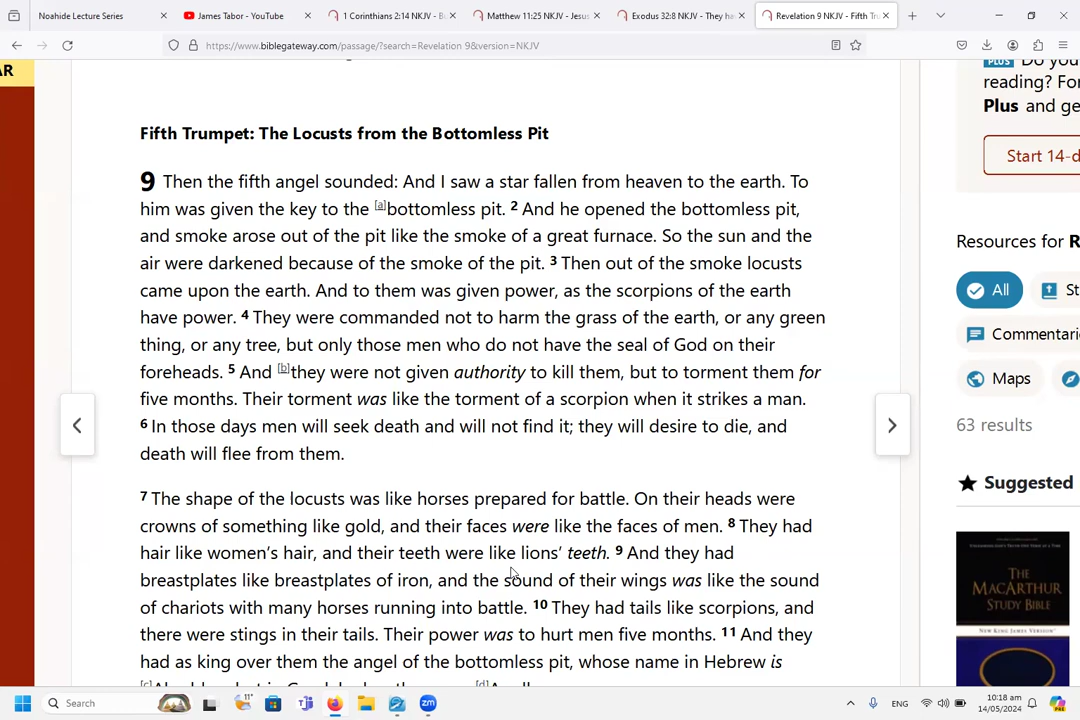 Noahide Lecture Series
James Tabor - YouTube
1 Corinthians 2:14 NKJV - B
Matthew 11:25 NKJV - Jesus
Exodus 32:8 NKJV - They ha
Revelation 9 NKJV - Fifth Tru
https://www.biblegateway.com/passage/?search=Revelation 9&version=NKJV
AR
PLUS Do you
reading? For
Plus and ge
Start 14-d
Fifth Trumpet: The Locusts from the Bottomless Pit
9 Then the fifth angel sounded: And I saw a star fallen from heaven to the earth. To
him was given the key to the [a]bottomless pit. 2 And he opened the bottomless pit,
and smoke arose out of the pit like the smoke of a great furnace. So the sun and the
air were darkened because of the smoke of the pit. 3 Then out of the smoke locusts
came upon the earth. And to them was given power, as the scorpions of the earth
have power. 4 They were commanded not to harm the grass of the earth, or any green
thing, or any tree, but only those men who do not have the seal of God on their
foreheads. 5 And [b]they were not given authority to kill them, but to torment them for
five months. Their torment was like the torment of a scorpion when it strikes a man.
6 In those days men will seek death and will not find it; they will desire to die, and
death will flee from them.
7 The shape of the locusts was like horses prepared for battle. On their heads were
crowns of something like gold, and their faces were like the faces of men. 8 They had
hair like women's hair, and their teeth were like lions' teeth. 9 And they had
breastplates like breastplates of iron, and the sound of their wings was like the sound
of chariots with many horses running into battle. 10 They had tails like scorpions, and
there were stings in their tails. Their power was to hurt men five months. 11 And they
had as king over them the angel of the bottomless pit, whose name in Hebrew is
Resources for R
All
St
Commentari
Maps
63 results
Suggested
THE
MACARTHUR
STUDY BIBLE
NEW KING JAMES VERSION
Search
ENG
10:18 am
14/05/2024